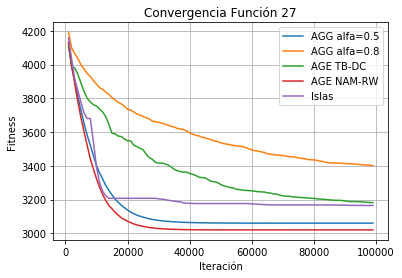 Convergencia Función 27
4200
4000
3800
3600
3400
3200
3000
Fitness
AGG alfa=0.5
AGG alfa=0.8
AGE TB-DC
AGE NAM-RW
Islas
0 20000 40000 60000 80000 100000
Iteración